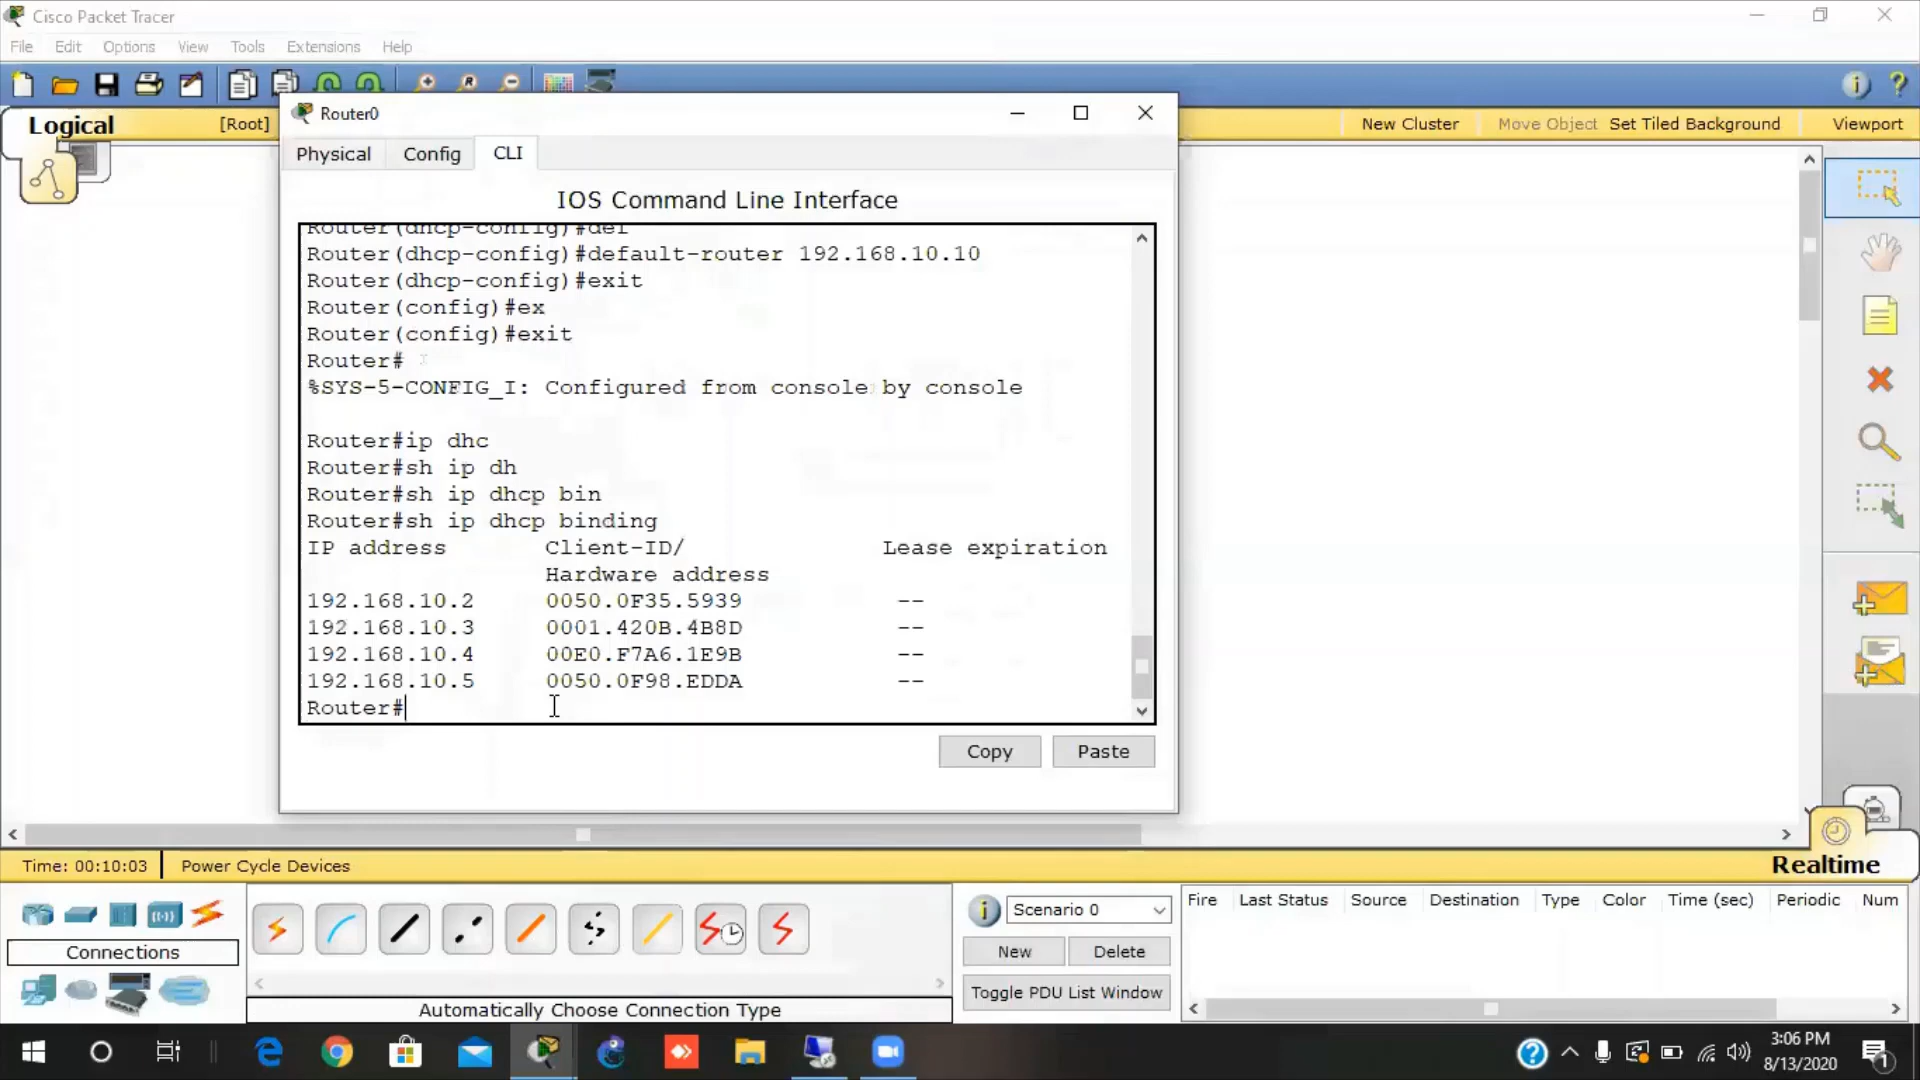 Cisco Packet Tracer
File Edit Options View Tools Extensions Help
Logical
[Root]
New Cluster
Move Object
Set Tiled Background
Viewport
Router0
Physical
Config
CLI
IOS Command Line Interface
Router(dhcp-config)#def
Router(dhcp-config)#default-router 192.168.10.10
Router(dhcp-config)#exit
Router(config)#ex
Router(config)#exit
Router#
%SYS-5-CONFIG_I: Configured from console by console
Router#ip dhc
Router#sh ip dh
Router#sh ip dhcp bin
Router#sh ip dhcp binding
IP address Client-ID/ Lease expiration
Hardware address
192.168.10.2 0050.0F35.5939 --
192.168.10.3 0001.420B.4B8D --
192.168.10.4 00E0.F7A6.1E9B --
192.168.10.5 0050.0F98.EDDA --
Router#
Copy
Paste
Time: 00:10:03
Power Cycle Devices
Realtime
Connections
Automatically Choose Connection Type
Scenario 0
New
Delete
Toggle PDU List Window
Fire Last Status Source Destination Type Color Time (sec) Periodic Num
3:06 PM
8/13/2020
1